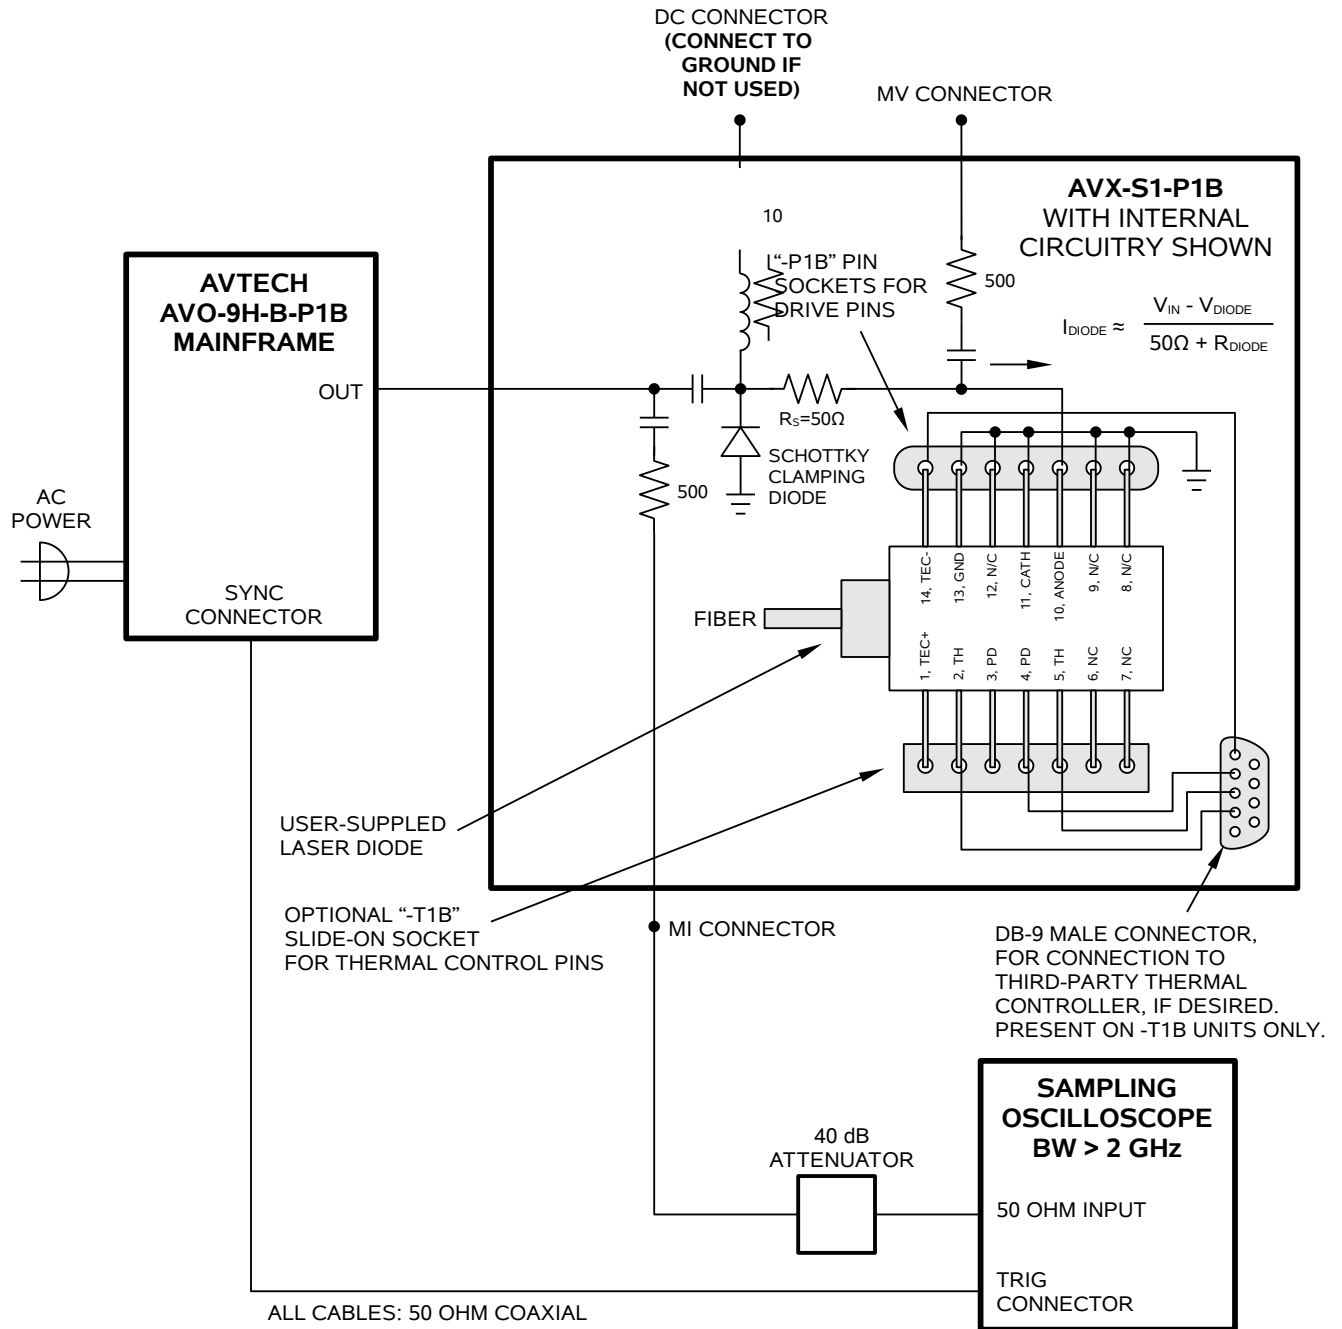 DC CONNECTOR
(CONNECT TO
GROUND IF
NOT USED)
MV CONNECTOR
AVX-S1-P1B
WITH INTERNAL
CIRCUITRY SHOWN
10
"-P1B" PIN
SOCKETS FOR
DRIVE PINS
500
I_DIODE ≈ V_IN - V_DIODE
50Ω + R_DIODE
AVTECH
AVO-9H-B-P1B
MAINFRAME
OUT
R_S=50Ω
SCHOTTKY
CLAMPING
DIODE
500
AC
POWER
SYNC
CONNECTOR
14, TEC-
13, GND
12, N/C
11, CATH
10, ANODE
9, N/C
8, N/C
FIBER
1, TEC+
2, TH
3, PD
4, PD
5, TH
6, NC
7, NC
USER-SUPPLED
LASER DIODE
OPTIONAL “-T1B”
SLIDE-ON SOCKET
FOR THERMAL CONTROL PINS
MI CONNECTOR
DB-9 MALE CONNECTOR,
FOR CONNECTION TO
THIRD-PARTY THERMAL
CONTROLLER, IF DESIRED.
PRESENT ON -T1B UNITS ONLY.
SAMPLING
OSCILLOSCOPE
BW > 2 GHz
40 dB
ATTENUATOR
50 OHM INPUT
TRIG
CONNECTOR
ALL CABLES: 50 OHM COAXIAL